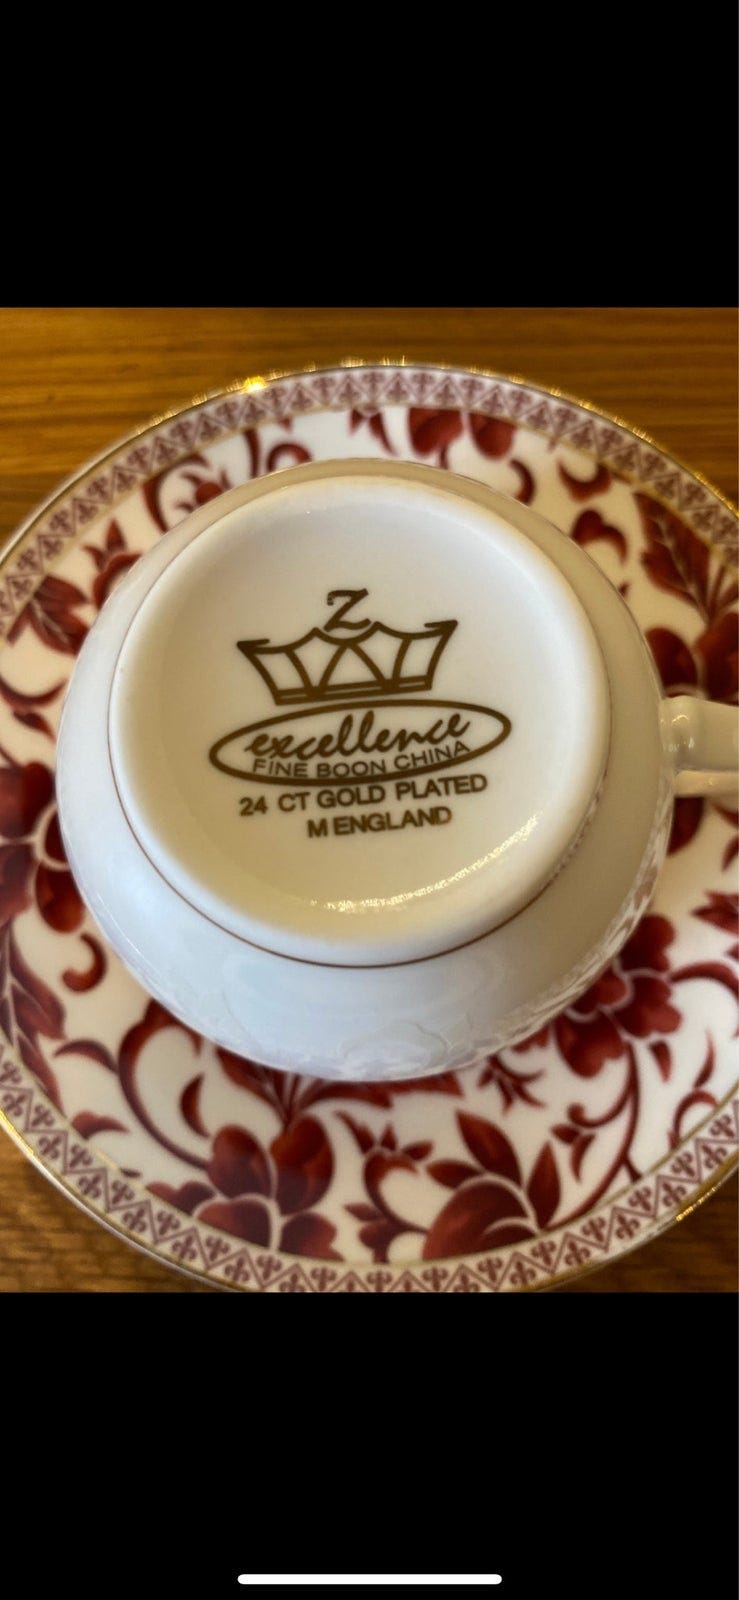 Z
excellence
FINE BOON CHINA
24 CT GOLD PLATED
M ENGLAND